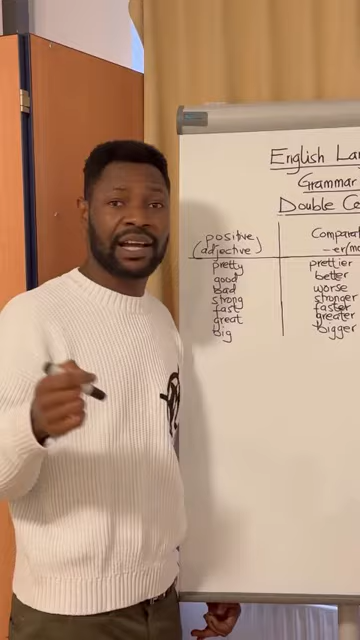 English Lan
Grammar
Double Co
positive Comparat
(adjective) -er(mo
pretty prettier
good better
bad worse
strong stronger
fast faster
great greater
big bigger